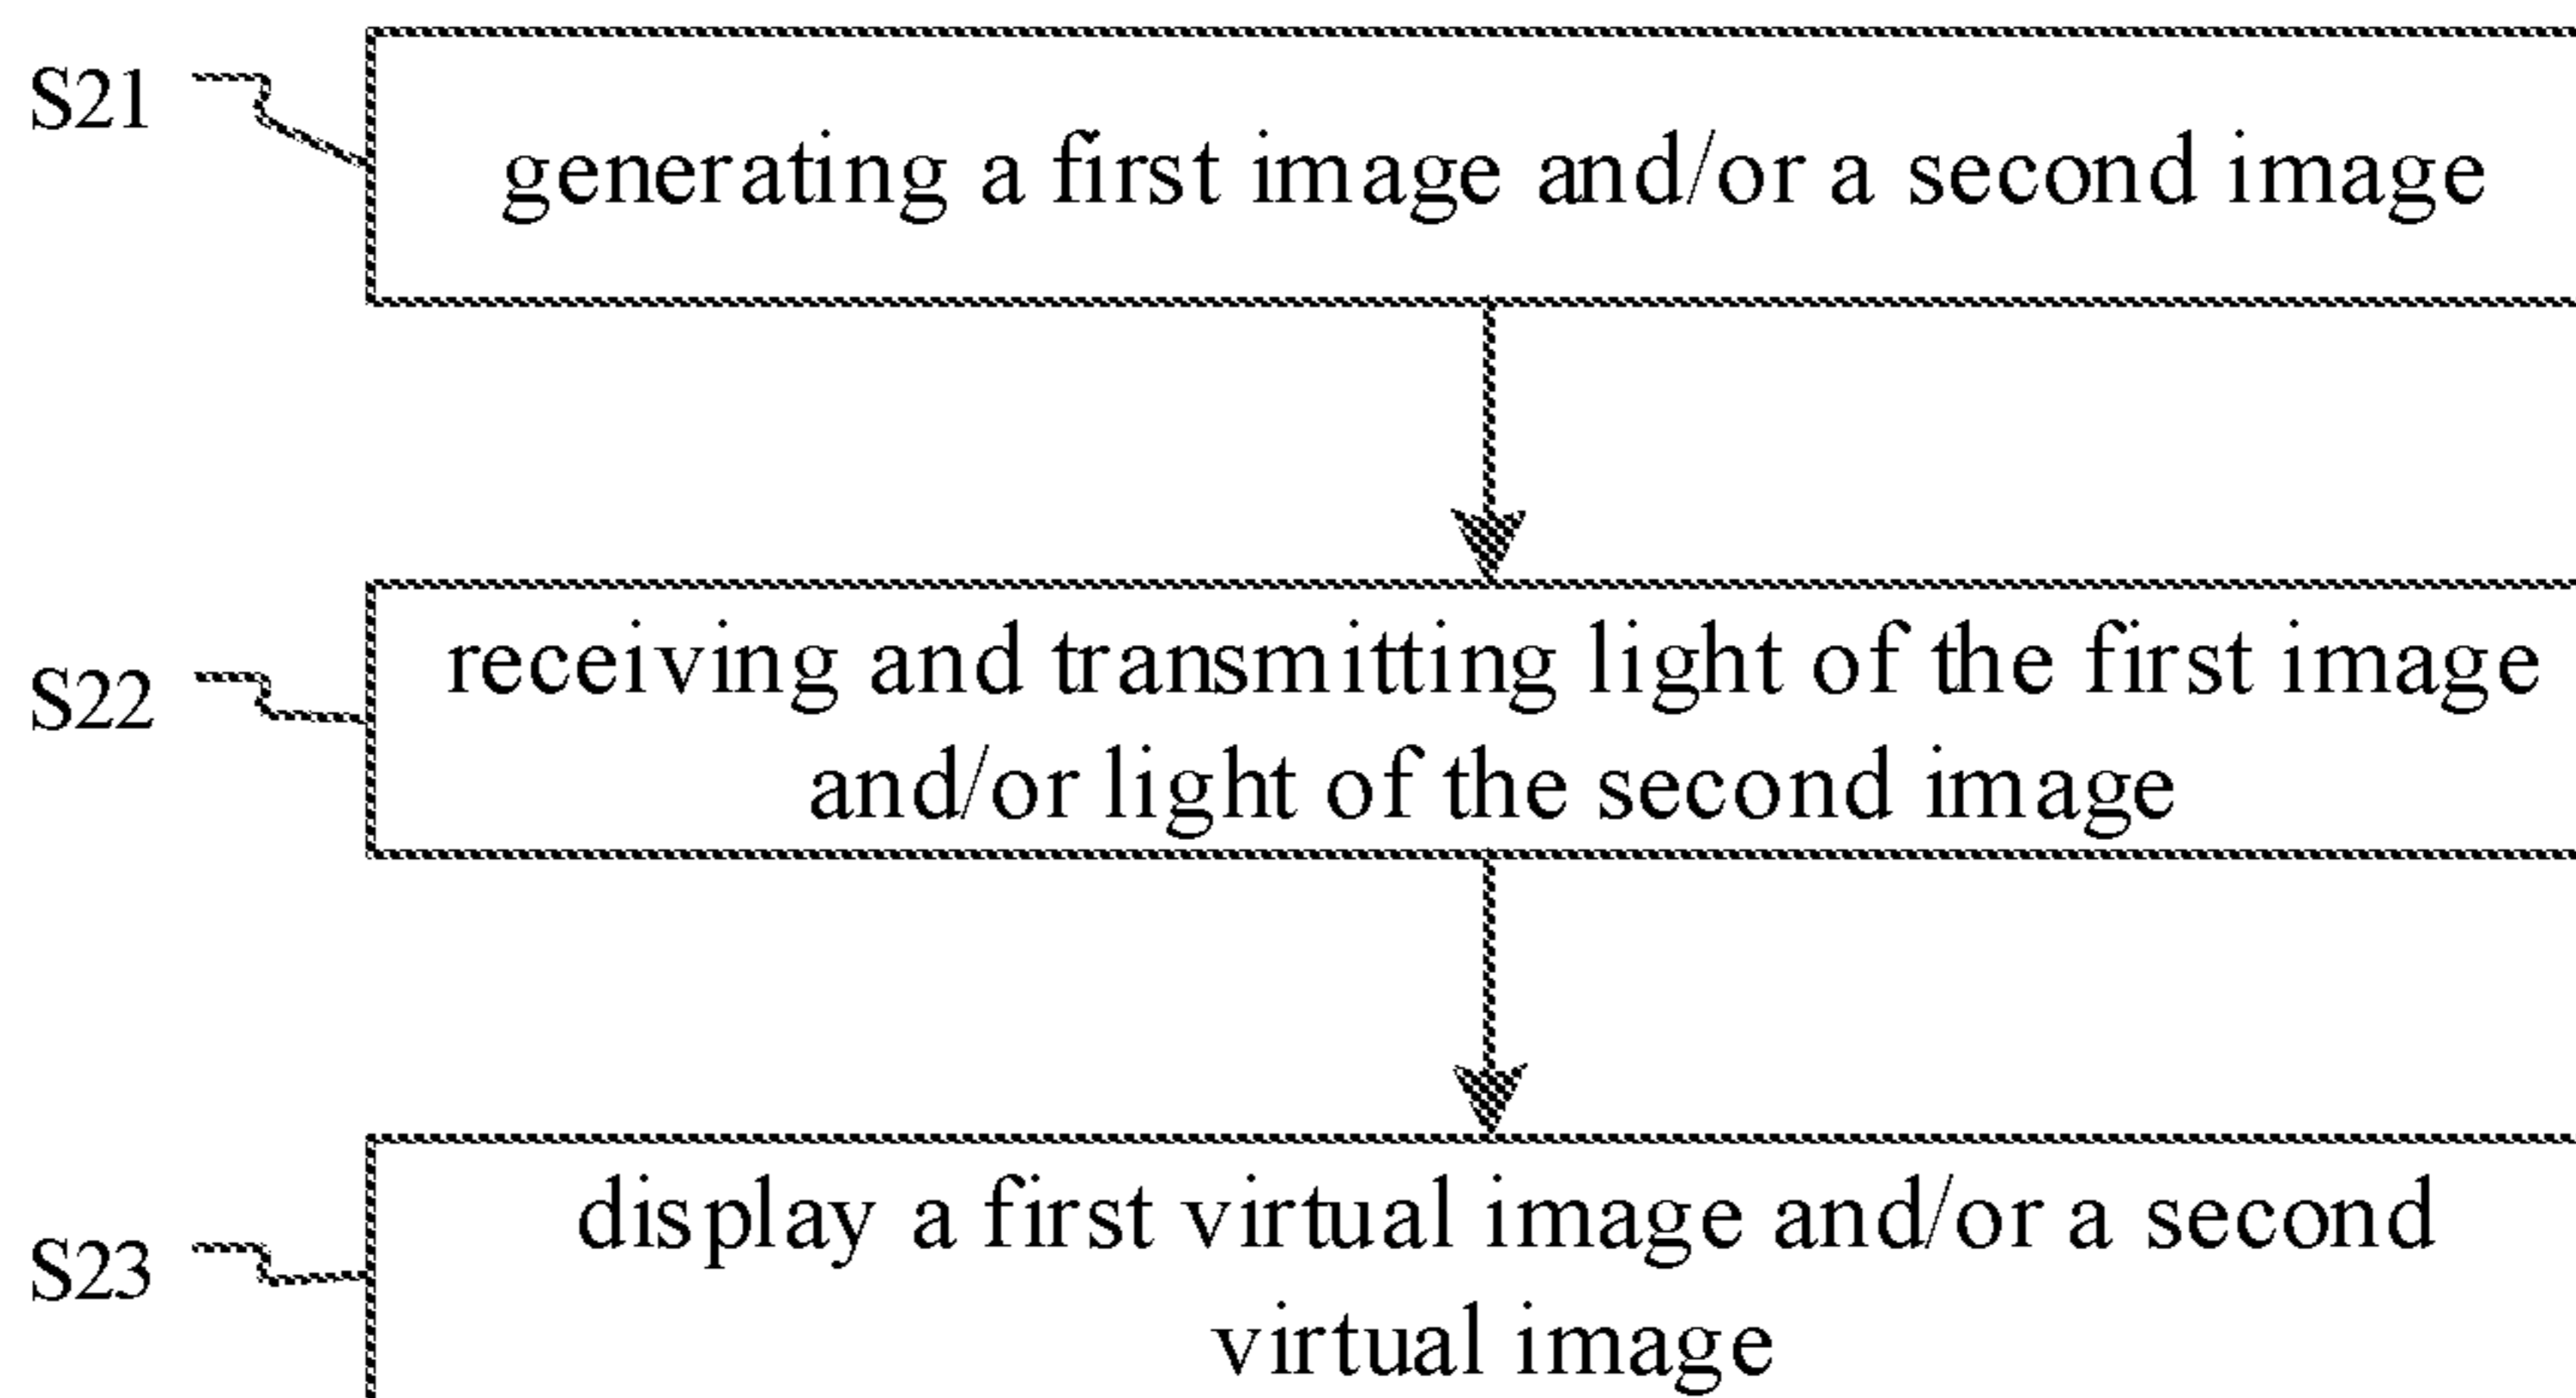 S21
generating a first image and/or a second image
S22
receiving and transmitting light of the first image
and/or light of the second image
S23
display a first virtual image and/or a second
virtual image